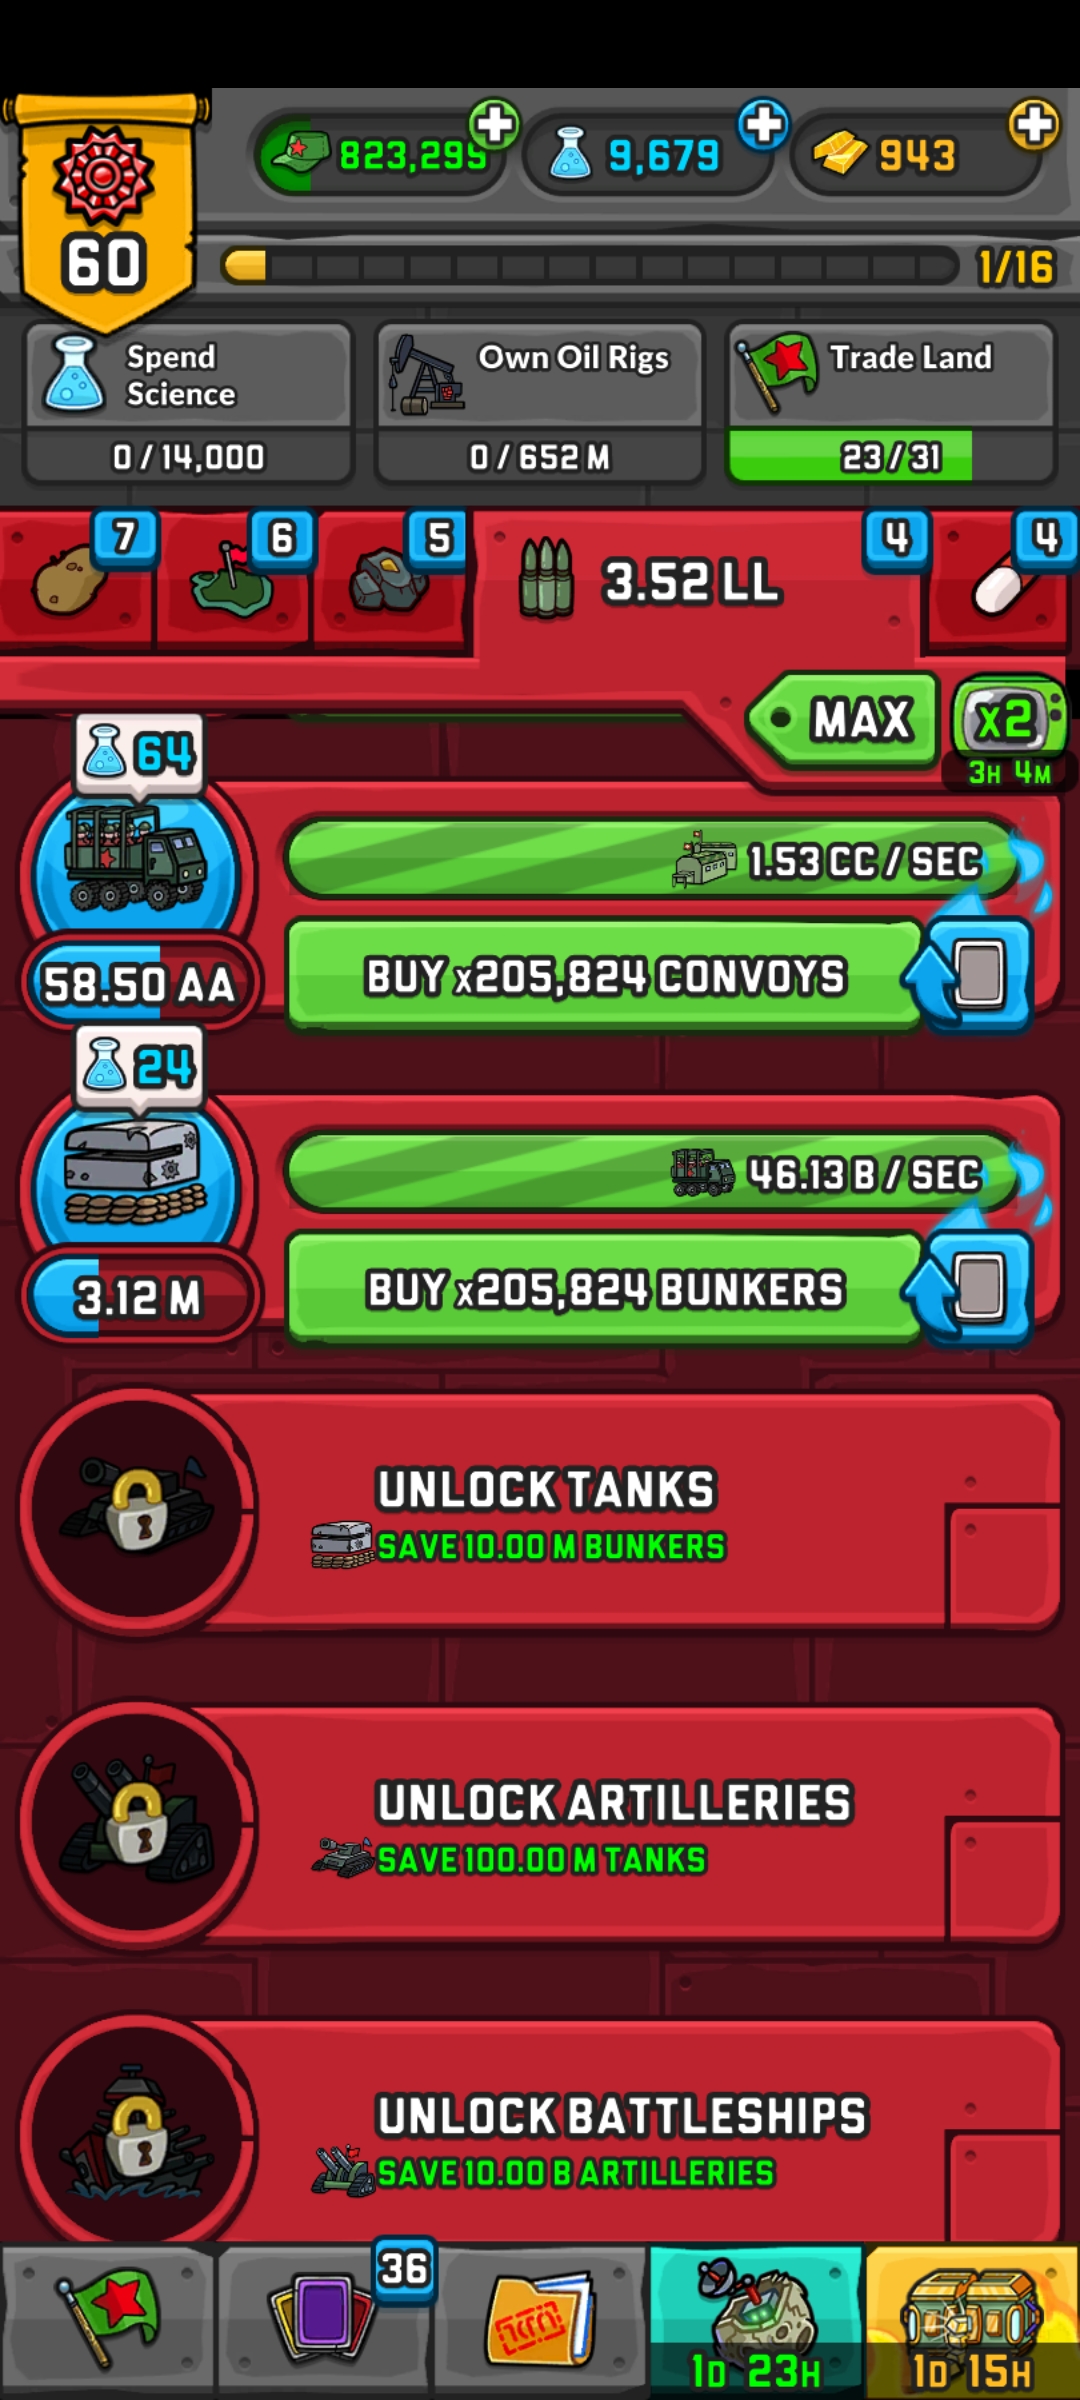 823,299
9,679
943
60
1/16
Spend
Science
0/14,000
Own Oil Rigs
0/652 M
Trade Land
23/31
7
6
5
3.52 LL
4
4
MAX
x2
3H 4M
64
1.53 CC / SEC
58.50 AA
BUY x205,824 CONVOYS
24
46.13 B / SEC
3.12 M
BUY x205,824 BUNKERS
UNLOCK TANKS
SAVE 10.00 M BUNKERS
UNLOCK ARTILLERIES
SAVE 100.00 M TANKS
UNLOCK BATTLESHIPS
SAVE 10.00 B ARTILLERIES
36
1D 23H
1D 15H